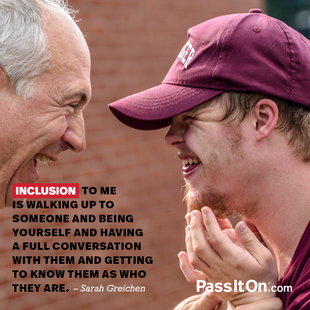 INCLUSION TO ME
IS WALKING UP TO
SOMEONE AND BEING
YOURSELF AND HAVING
A FULL CONVERSATION
WITH THEM AND GETTING
TO KNOW THEM AS WHO
THEY ARE. – Sarah Greichen
PassItOn.com